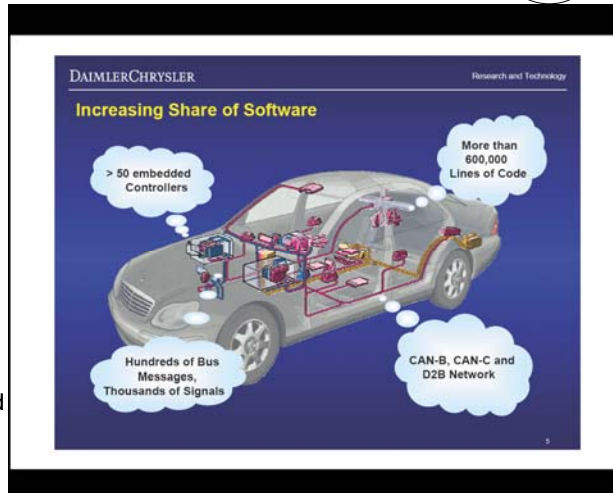 DAIMLERCHRYSLER
Research and Technology
Increasing Share of Software
> 50 embedded
Controllers
More than
600,000
Lines of Code
Hundreds of Bus
Messages,
Thousands of Signals
CAN-B, CAN-C and
D2B Network
5